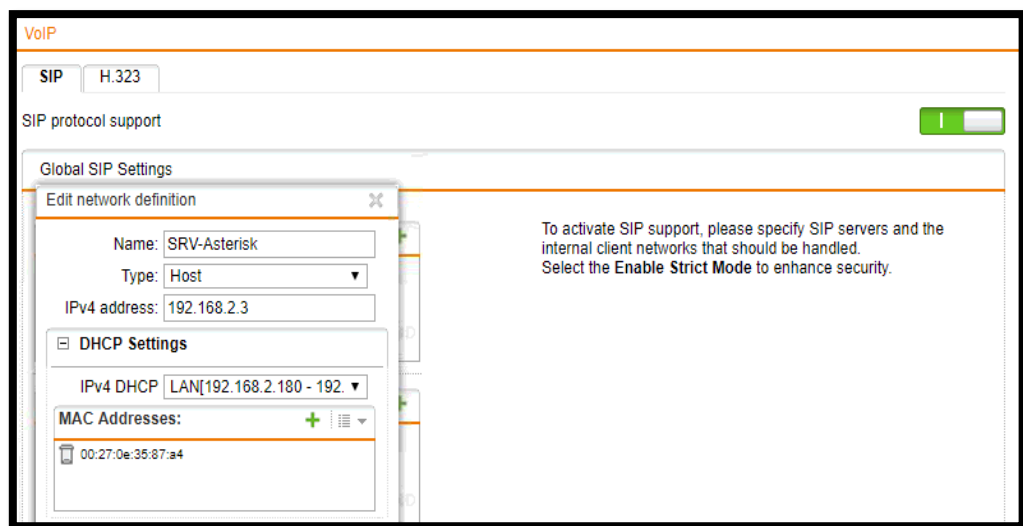 VoIP
SIP
H.323
SIP protocol support
Global SIP Settings
Edit network definition
Name: SRV-Asterisk
Type: Host
IPv4 address: 192.168.2.3
DHCP Settings
IPv4 DHCP LAN[192.168.2.180 - 192.
MAC Addresses:
00:27:0e:35:87:a4
To activate SIP support, please specify SIP servers and the
internal client networks that should be handled.
Select the Enable Strict Mode to enhance security.